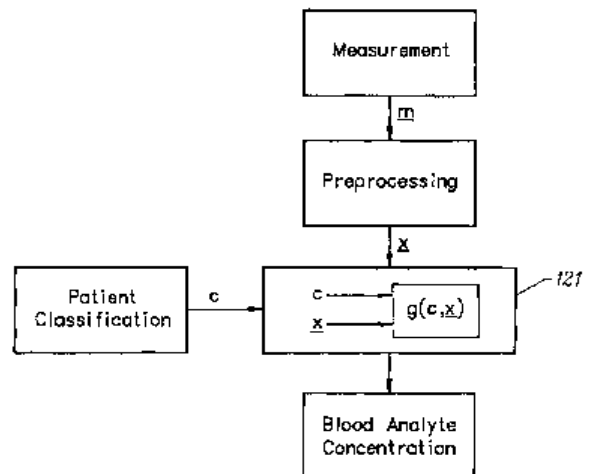 Measurement
m
Preprocessing
x
Patient
Classification
c
c
x
g(c,x)
121
Blood Analyte
Concentration